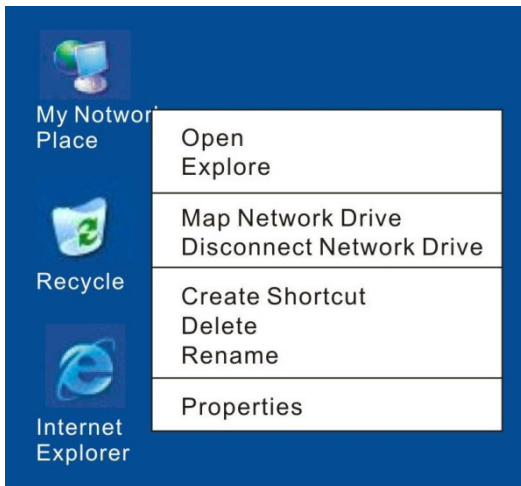 My Notwor
Place
Open
Explore
Map Network Drive
Disconnect Network Drive
Recycle
Create Shortcut
Delete
Rename
Properties
Internet
Explorer